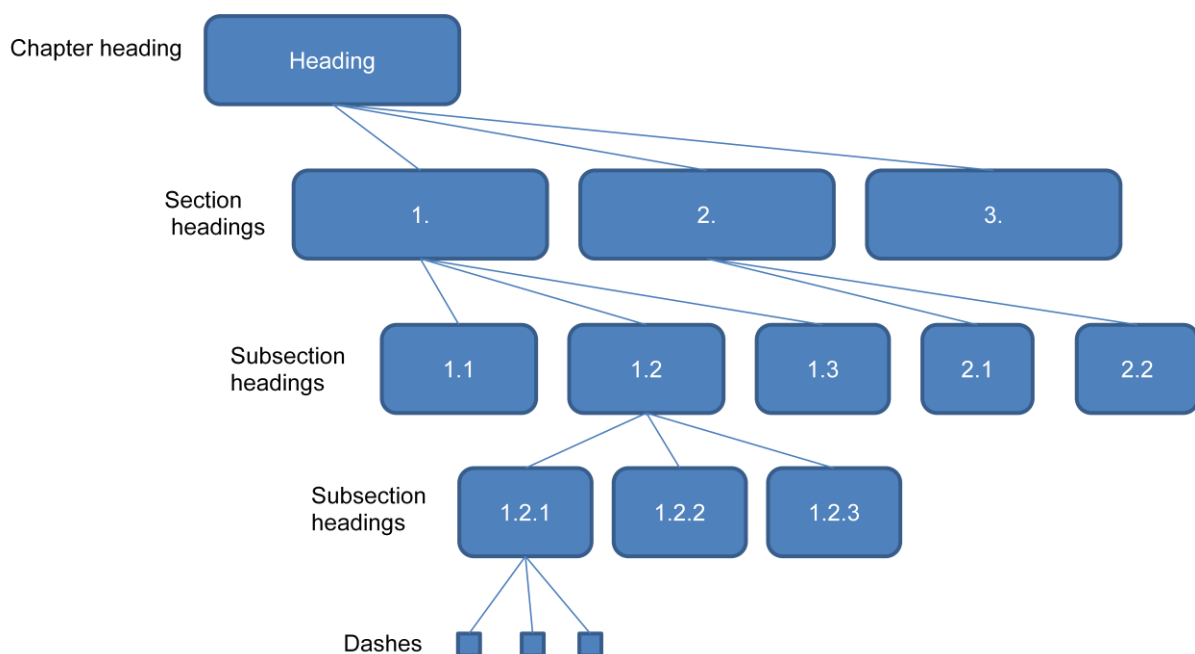 Chapter heading
Heading
Section
headings
1.
2.
3.
Subsection
headings
1.1
1.2
1.3
2.1
2.2
Subsection
headings
1.2.1
1.2.2
1.2.3
Dashes